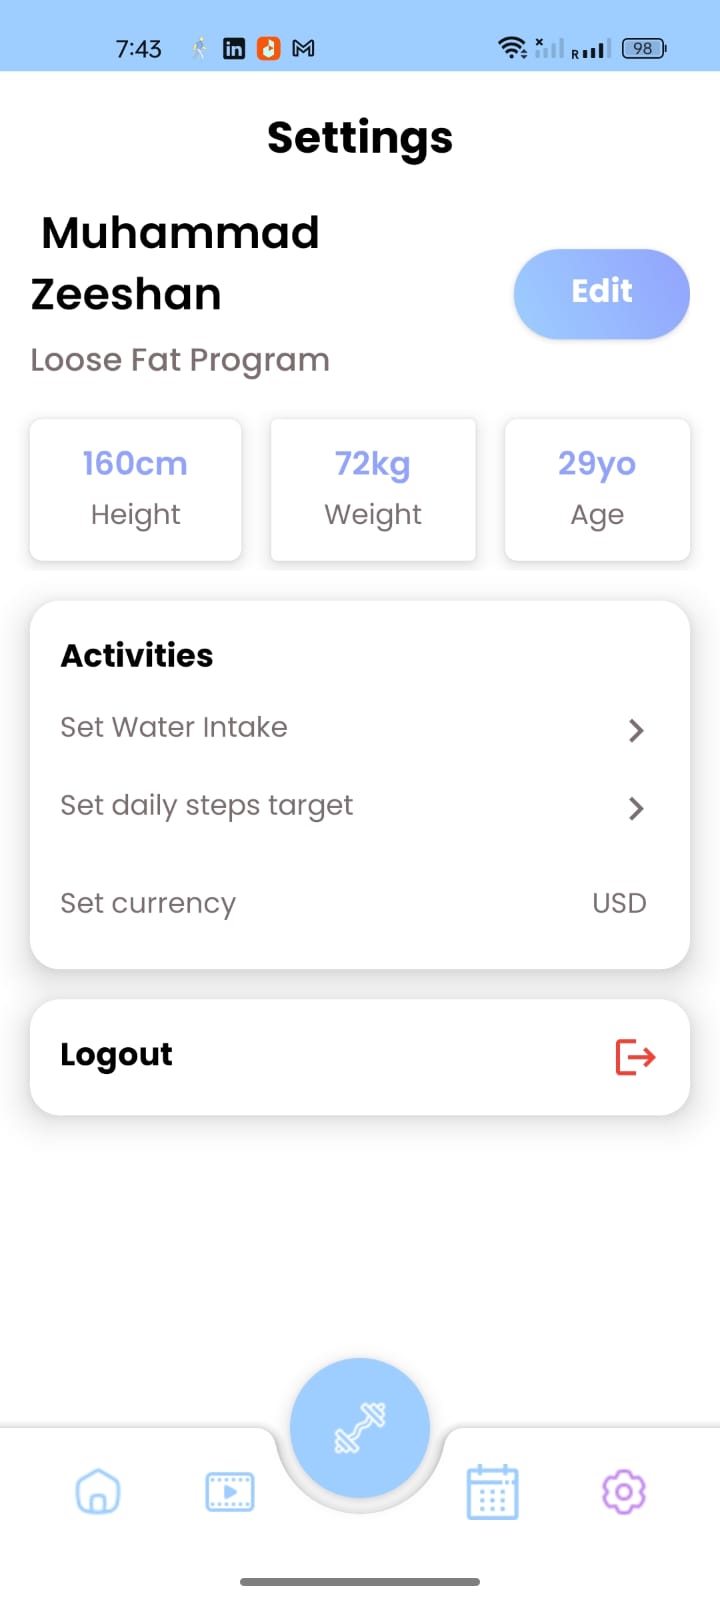 7:43
R 98
Settings
Muhammad
Zeeshan
Edit
Loose Fat Program
160cm
Height
72kg
Weight
29yo
Age
Activities
Set Water Intake
Set daily steps target
Set currency
USD
Logout